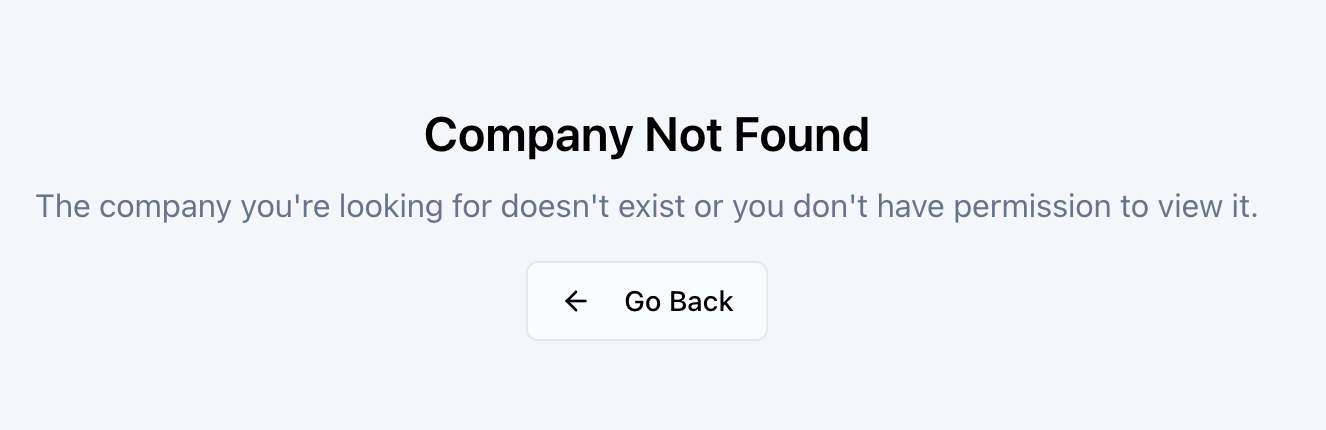 Company Not Found
The company you're looking for doesn't exist or you don't have permission to view it.
Go Back